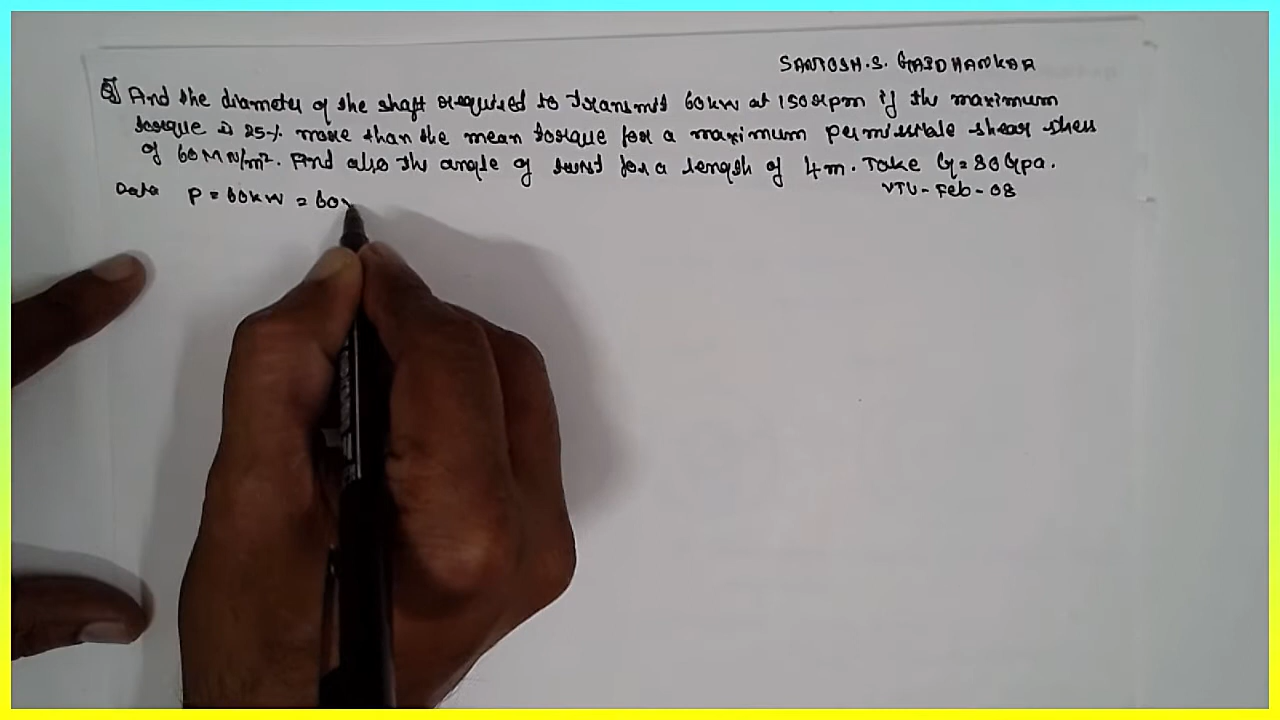 SANTOSH.S. GARDHANKAR
Q] Find the diameter of the shaft required to transmit 60kW at 150rpm if the maximum
torque is 25% more than the mean torque for a maximum permissible shear stress
of 60MN/m². Find also the angle of twist for a length of 4m. Take G = 80Gpa.
VTU - Feb - 08
Data P = 60kW = 60x